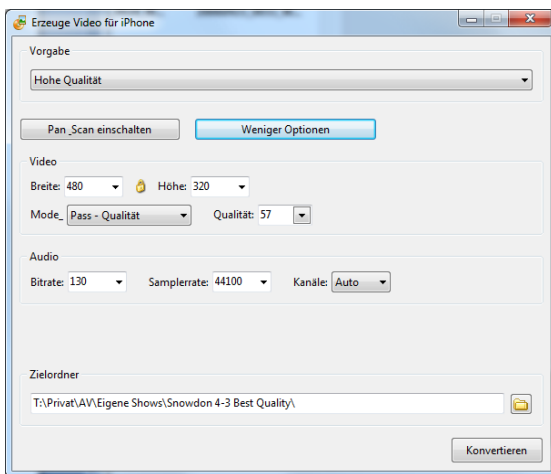 Erzeuge Video für iPhone
Vorgabe
Hohe Qualität
Pan_Scan einschalten Weniger Optionen
Video
Breite: 480 Höhe: 320
Mode_ Pass - Qualität Qualität: 57
Audio
Bitrate: 130 Samplerrate: 44100 Kanäle: Auto
Zielordner
T:\Privat\AV\Eigene Shows\Snowdon 4-3 Best Quality\
Konvertieren